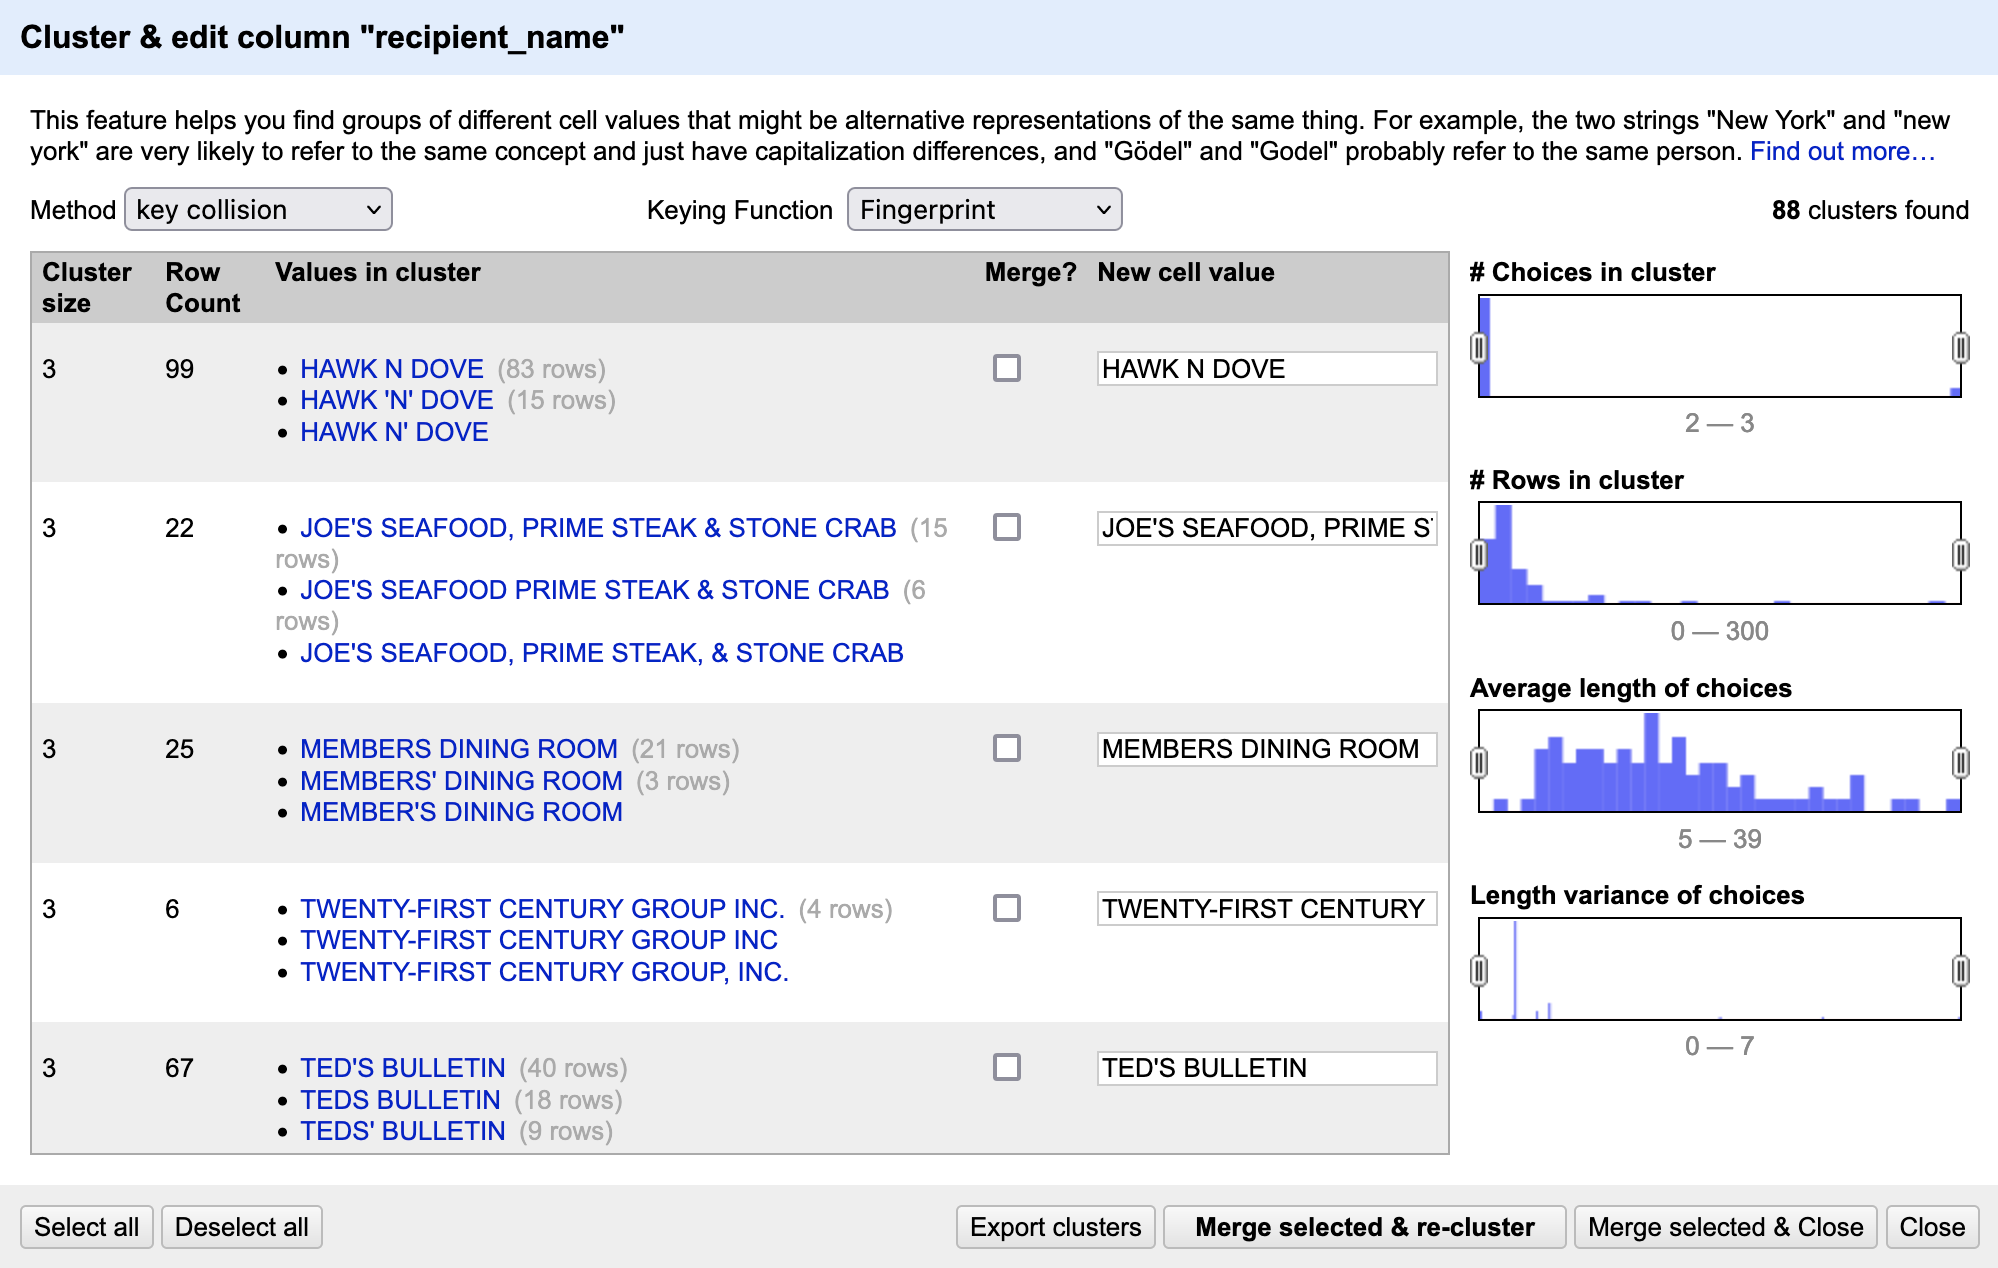 Cluster & edit column "recipient_name"
This feature helps you find groups of different cell values that might be alternative representations of the same thing. For example, the two strings "New York" and "new
york" are very likely to refer to the same concept and just have capitalization differences, and "Gödel" and "Godel" probably refer to the same person. Find out more…
Method key collision Keying Function Fingerprint 88 clusters found
Cluster size Row Count Values in cluster Merge? New cell value
3 99 • HAWK N DOVE (83 rows) HAWK N DOVE
• HAWK 'N' DOVE (15 rows)
• HAWK N' DOVE
3 22 • JOE'S SEAFOOD, PRIME STEAK & STONE CRAB (15 JOE'S SEAFOOD, PRIME S
rows)
• JOE'S SEAFOOD PRIME STEAK & STONE CRAB (6
rows)
• JOE'S SEAFOOD, PRIME STEAK, & STONE CRAB
3 25 • MEMBERS DINING ROOM (21 rows) MEMBERS DINING ROOM
• MEMBERS' DINING ROOM (3 rows)
• MEMBER'S DINING ROOM
3 6 • TWENTY-FIRST CENTURY GROUP INC. (4 rows) TWENTY-FIRST CENTURY
• TWENTY-FIRST CENTURY GROUP INC
• TWENTY-FIRST CENTURY GROUP, INC.
3 67 • TED'S BULLETIN (40 rows) TED'S BULLETIN
• TEDS BULLETIN (18 rows)
• TEDS' BULLETIN (9 rows)
# Choices in cluster
2 — 3
# Rows in cluster
0 — 300
Average length of choices
5 — 39
Length variance of choices
0 — 7
Select all Deselect all Export clusters Merge selected & re-cluster Merge selected & Close Close